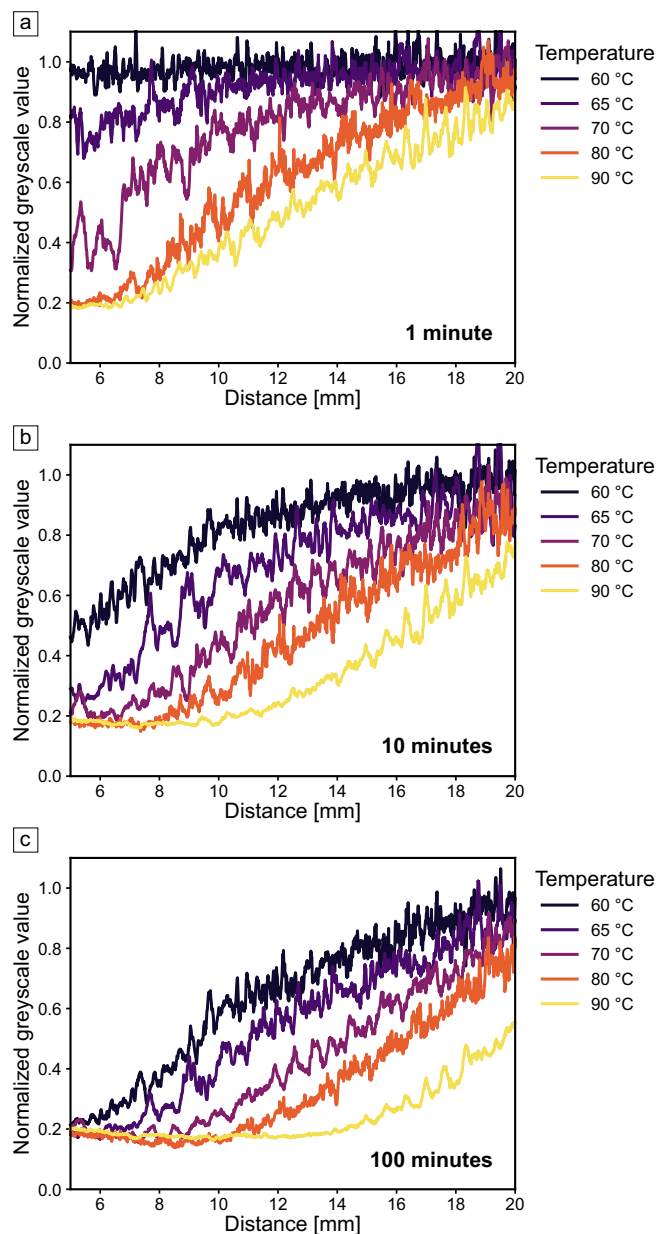 a
1.0
0.8
0.6
0.4
0.2
0.0
Normalized greyscale value
6 8 10 12 14 16 18 20
Distance [mm]
1 minute
Temperature
60 °C
65 °C
70 °C
80 °C
90 °C
b
1.0
0.8
0.6
0.4
0.2
0.0
Normalized greyscale value
6 8 10 12 14 16 18 20
Distance [mm]
10 minutes
Temperature
60 °C
65 °C
70 °C
80 °C
90 °C
c
1.0
0.8
0.6
0.4
0.2
0.0
Normalized greyscale value
6 8 10 12 14 16 18 20
Distance [mm]
100 minutes
Temperature
60 °C
65 °C
70 °C
80 °C
90 °C